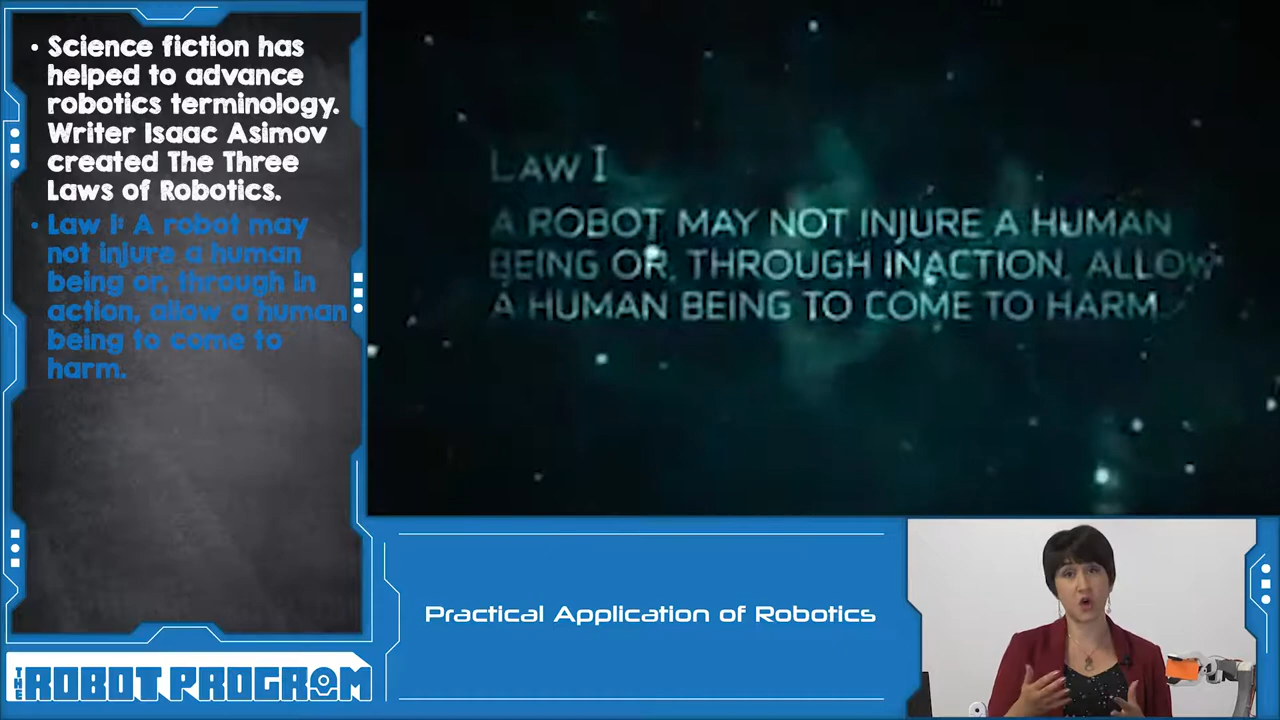 • Science fiction has
helped to advance
robotics terminology.
Writer Isaac Asimov
created The Three
Laws of Robotics.
• Law I: A robot may
not injure a human
being or, through in
action, allow a human
being to come to
harm.
LAW I
A ROBOT MAY NOT INJURE A HUMAN
BEING OR, THROUGH INACTION, ALLOW
A HUMAN BEING TO COME TO HARM
Practical Application of Robotics
THE ROBOT PROGRAM